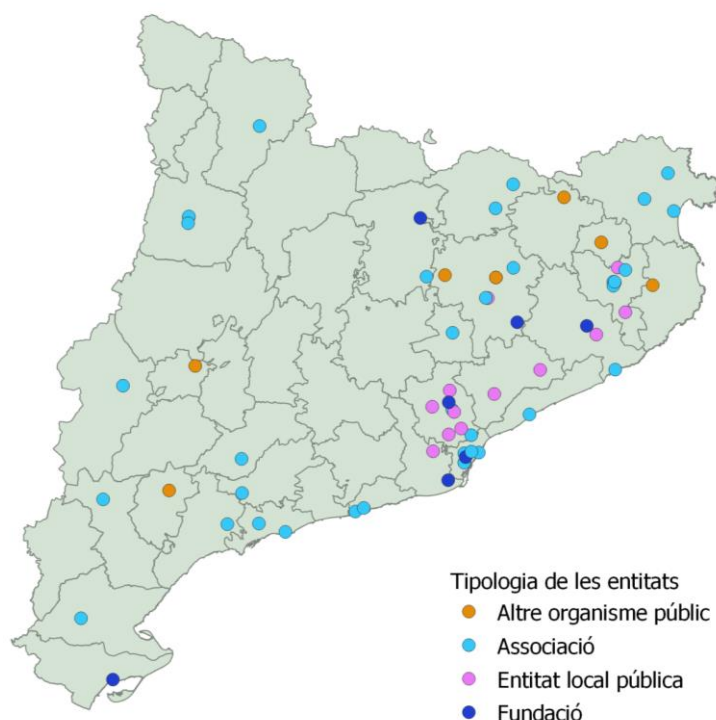 Tipologia de les entitats
Altre organisme públic
Associació
Entitat local pública
Fundació